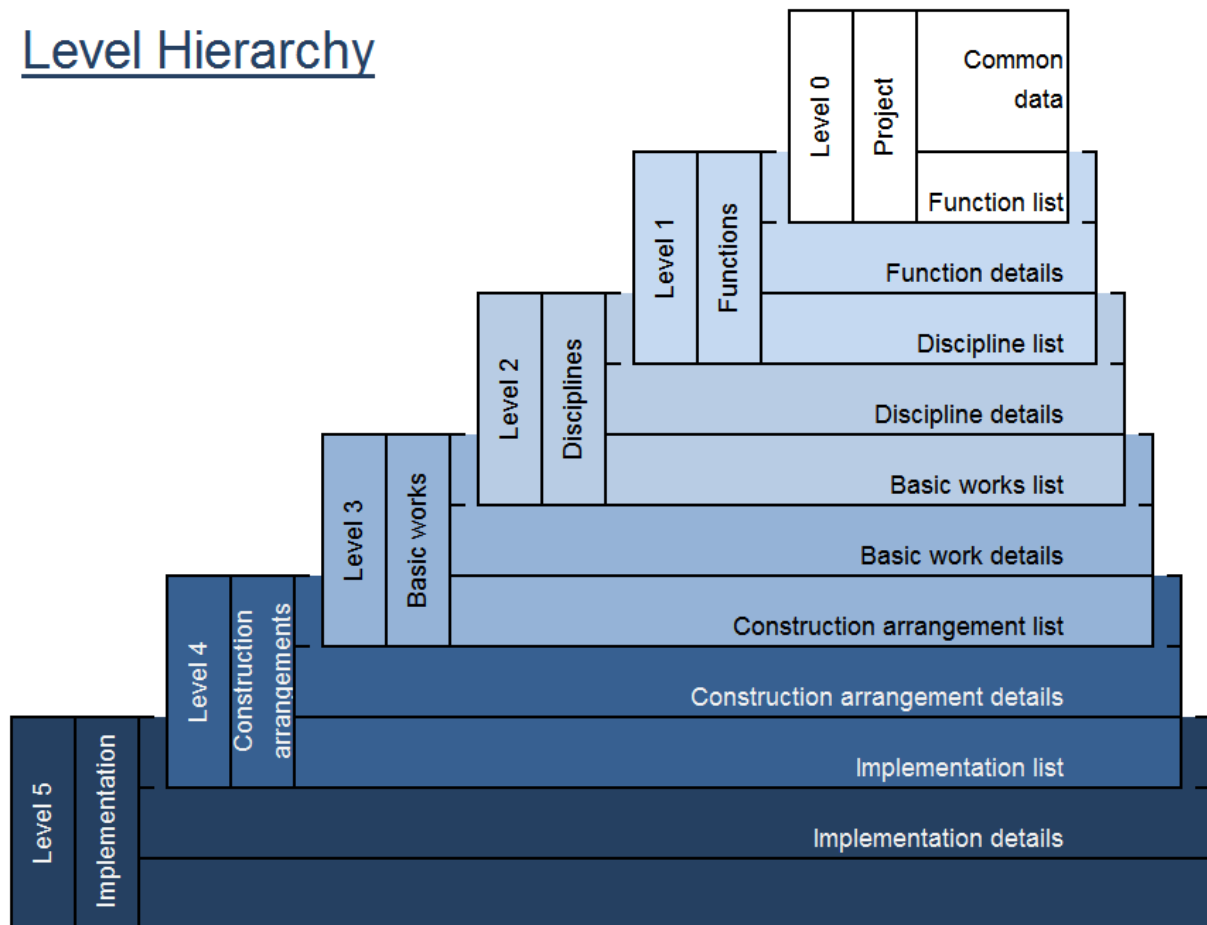 Level Hierarchy
Level 0
Project
Common
data
Function list
Level 1
Functions
Function details
Discipline list
Level 2
Disciplines
Discipline details
Basic works list
Level 3
Basic works
Basic work details
Construction arrangement list
Level 4
Construction
arrangements
Construction arrangement details
Implementation list
Level 5
Implementation
Implementation details